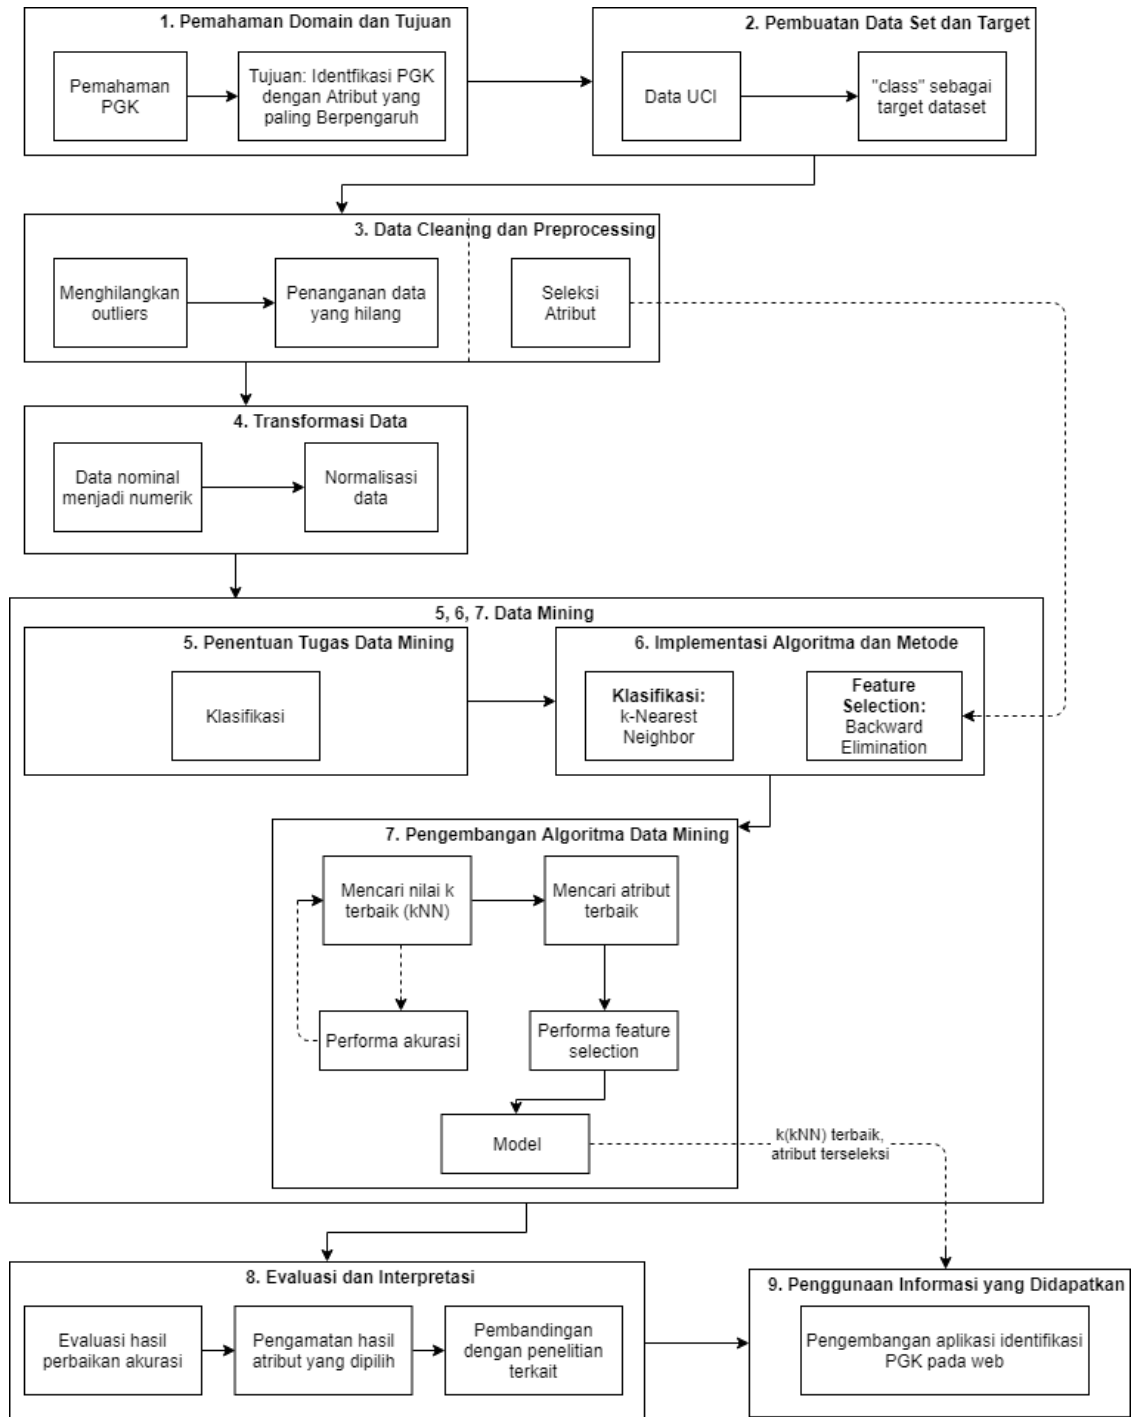 1. Pemahaman Domain dan Tujuan
Pemahaman
PGK
Tujuan: Identfikasi PGK
dengan Atribut yang
paling Berpengaruh
2. Pembuatan Data Set dan Target
Data UCI
"class" sebagai
target dataset
3. Data Cleaning dan Preprocessing
Menghilangkan
outliers
Penanganan data
yang hilang
Seleksi
Atribut
4. Transformasi Data
Data nominal
menjadi numerik
Normalisasi
data
5, 6, 7. Data Mining
5. Penentuan Tugas Data Mining
Klasifikasi
6. Implementasi Algoritma dan Metode
Klasifikasi:
k-Nearest
Neighbor
Feature
Selection:
Backward
Elimination
7. Pengembangan Algoritma Data Mining
Mencari nilai k
terbaik (kNN)
Mencari atribut
terbaik
Performa akurasi
Performa feature
selection
Model
k(kNN) terbaik,
atribut terseleksi
8. Evaluasi dan Interpretasi
Evaluasi hasil
perbaikan akurasi
Pengamatan hasil
atribut yang dipilih
Pembandingan
dengan penelitian
terkait
9. Penggunaan Informasi yang Didapatkan
Pengembangan aplikasi identifikasi
PGK pada web